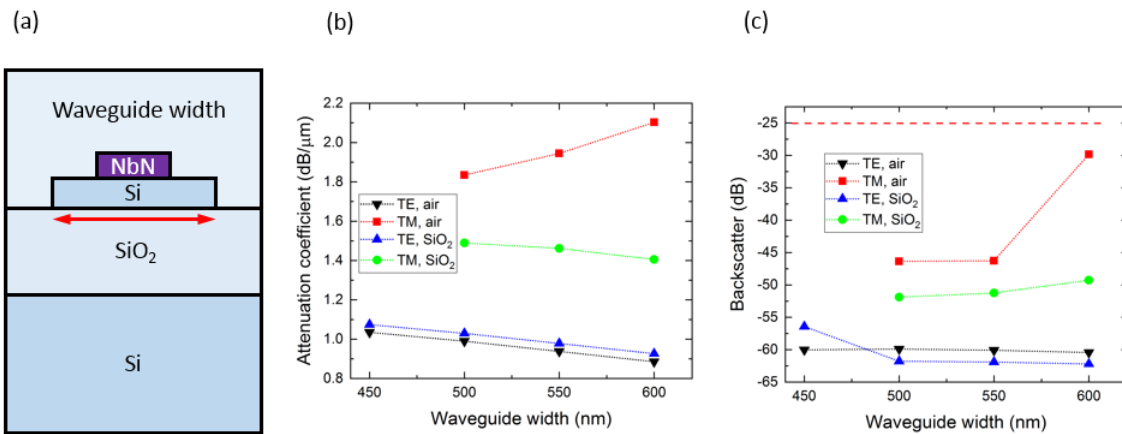 (a)
Waveguide width
NbN
Si
SiO₂
Si
(b)
2.2
2.0
1.8
1.6
1.4
1.2
1.0
0.8
Attenuation coefficient (dB/μm)
TE, air
TM, air
TE, SiO₂
TM, SiO₂
450 500 550 600
Waveguide width (nm)
(c)
-25
-30
-35
-40
-45
-50
-55
-60
-65
Backscatter (dB)
TE, air
TM, air
TE, SiO₂
TM, SiO₂
450 500 550 600
Waveguide width (nm)